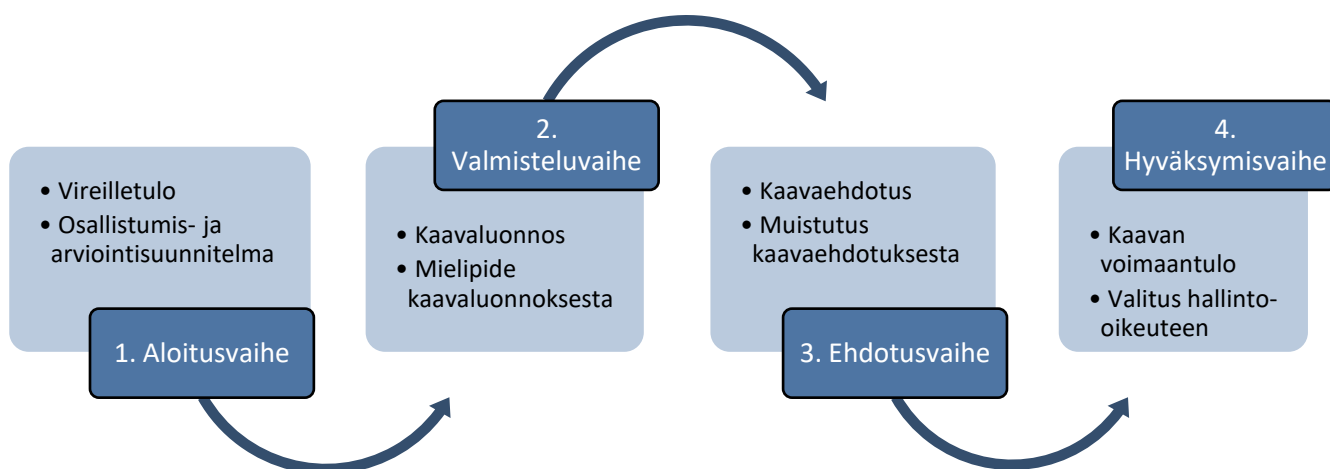 • Vireilletulo
• Osallistumis- ja
arviointisuunnitelma
1. Aloitusvaihe
2.
Valmisteluvaihe
• Kaavaluonnos
• Mielipide
kaavaluonnoksesta
• Kaavaehdotus
• Muistutus
kaavaehdotuksesta
3. Ehdotusvaihe
4.
Hyväksymisvaihe
• Kaavan
voimaantulo
• Valitus hallinto-
oikeuteen